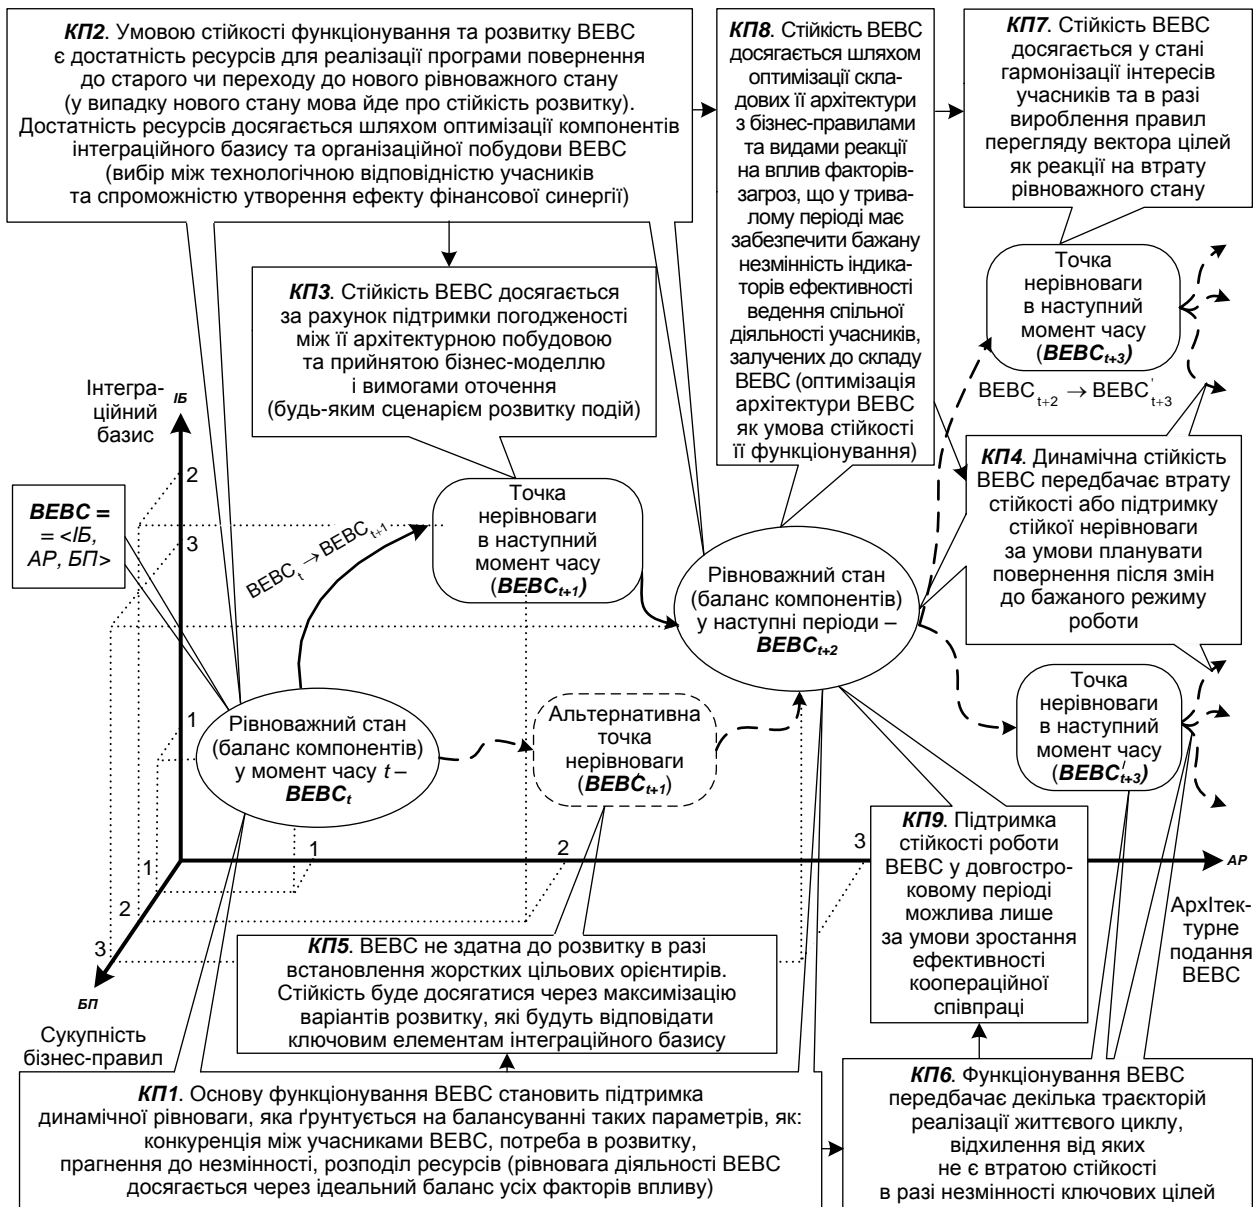 КП2. Умовою стійкості функціонування та розвитку ВЕВС
є достатність ресурсів для реалізації програми повернення
до старого чи переходу до нового рівноважного стану
(у випадку нового стану мова йде про стійкість розвитку).
Достатність ресурсів досягається шляхом оптимізації компонентів
інтеграційного базису та організаційної побудови ВЕВС
(вибір між технологічною відповідністю учасників
та спроможністю утворення ефекту фінансової синергії)
КП8. Стійкість ВЕВС
досягається шляхом
оптимізації скла-
дових її архітектури
з бізнес-правилами
та видами реакції
на вплив факторів-
загроз, що у трива-
лому періоді має
забезпечити бажану
незмінність індика-
торів ефективності
ведення спільної
діяльності учасників,
залучених до складу
ВЕВС (оптимізація
архітектури ВЕВС
як умова стійкості
її функціонування)
КП7. Стійкість ВЕВС
досягається у стані
гармонізації інтересів
учасників та в разі
вироблення правил
перегляду вектора цілей
як реакції на втрату
рівноважного стану
КП3. Стійкість ВЕВС досягається
за рахунок підтримки погодженості
між її архітектурною побудовою
та прийнятою бізнес-моделлю
і вимогами оточення
(будь-яким сценарієм розвитку подій)
Точка
нерівноваги
в наступний
момент часу
(ВЕВС t+3)
ВЕВС t+2 → ВЕВС′ t+3
Інтегра-
ційний
базис
ІБ
2
3
1
ВЕВС =
= <ІБ,
АР, БП>
ВЕВС t → ВЕВС t+1
Точка
нерівноваги
в наступний
момент часу
(ВЕВС t+1)
КП4. Динамічна стійкість
ВЕВС передбачає втрату
стійкості або підтримку
стійкої нерівноваги
за умови планувати
повернення після змін
до бажаного режиму
роботи
Рівноважний стан
(баланс компонентів)
у наступні періоди –
ВЕВС t+2
Рівноважний стан
(баланс компонентів)
у момент часу t –
ВЕВС t
Альтернативна
точка
нерівноваги
(ВЕВС′ t+1)
Точка
нерівноваги
в наступний
момент часу
(ВЕВС′ t+3)
1
2
3
АР
Архітек-
турне
подання
ВЕВС
1
2
3
БП
Сукупність
бізнес-правил
КП9. Підтримка
стійкості роботи
ВЕВС у довгостро-
ковому періоді
можлива лише
за умови зростання
ефективності
коопераційної
співпраці
КП5. ВЕВС не здатна до розвитку в разі
встановлення жорстких цільових орієнтирів.
Стійкість буде досягатися через максимізацію
варіантів розвитку, які будуть відповідати
ключовим елементам інтеграційного базису
КП1. Основу функціонування ВЕВС становить підтримка
динамічної рівноваги, яка ґрунтується на балансуванні таких параметрів, як:
конкуренція між учасниками ВЕВС, потреба в розвитку,
прагнення до незмінності, розподіл ресурсів (рівновага діяльності ВЕВС
досягається через ідеальний баланс усіх факторів впливу)
КП6. Функціонування ВЕВС
передбачає декілька траєкторій
реалізації життєвого циклу,
відхилення від яких
не є втратою стійкості
в разі незмінності ключових цілей